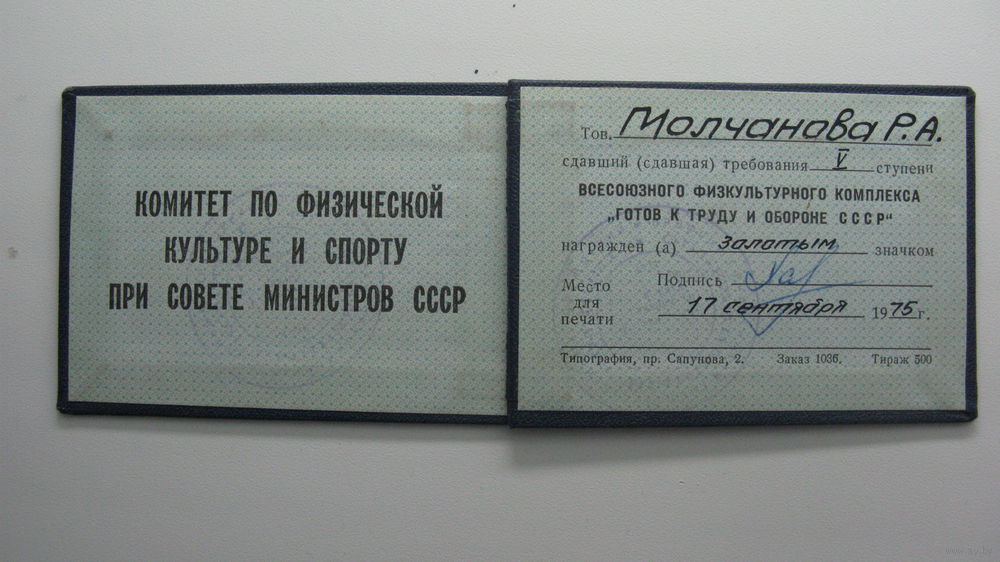 КОМИТЕТ ПО ФИЗИЧЕСКОЙ
КУЛЬТУРЕ И СПОРТУ
ПРИ СОВЕТЕ МИНИСТРОВ СССР
Тов. Молчанова Р.А.
сдавший (сдавшая) требования V ступени
ВСЕСОЮЗНОГО ФИЗКУЛЬТУРНОГО КОМПЛЕКСА
„ГОТОВ К ТРУДУ И ОБОРОНЕ СССР"
награжден (а) золотым значком
Подпись
Место
для
печати
17 сентября 1975 г.
Типография, пр. Сапунова, 2. Заказ 1036. Тираж 500